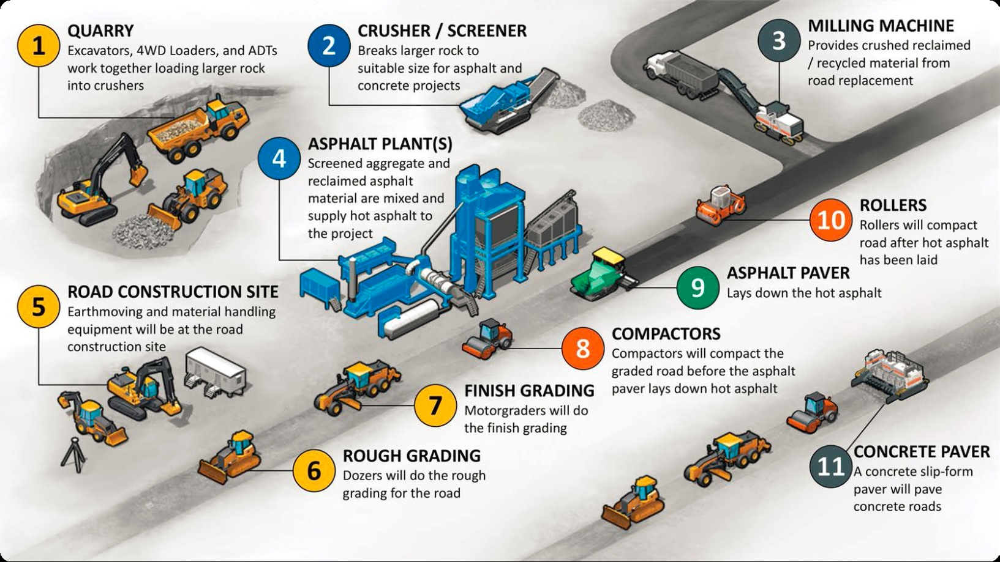 1
QUARRY
Excavators, 4WD Loaders, and ADTs
work together loading larger rock
into crushers
2
CRUSHER / SCREENER
Breaks larger rock to
suitable size for asphalt and
concrete projects
3
MILLING MACHINE
Provides crushed reclaimed
/ recycled material from
road replacement
4
ASPHALT PLANT(S)
Screened aggregate and
reclaimed asphalt
material are mixed and
supply hot asphalt to
the project
5
ROAD CONSTRUCTION SITE
Earthmoving and material handling
equipment will be at the road
construction site
6
ROUGH GRADING
Dozers will do the rough
grading for the road
7
FINISH GRADING
Motorgraders will do
the finish grading
8
COMPACTORS
Compactors will compact the
graded road before the asphalt
paver lays down hot asphalt
9
ASPHALT PAVER
Lays down the hot asphalt
10
ROLLERS
Rollers will compact
road after hot asphalt
has been laid
11
CONCRETE PAVER
A concrete slip-form
paver will pave
concrete roads